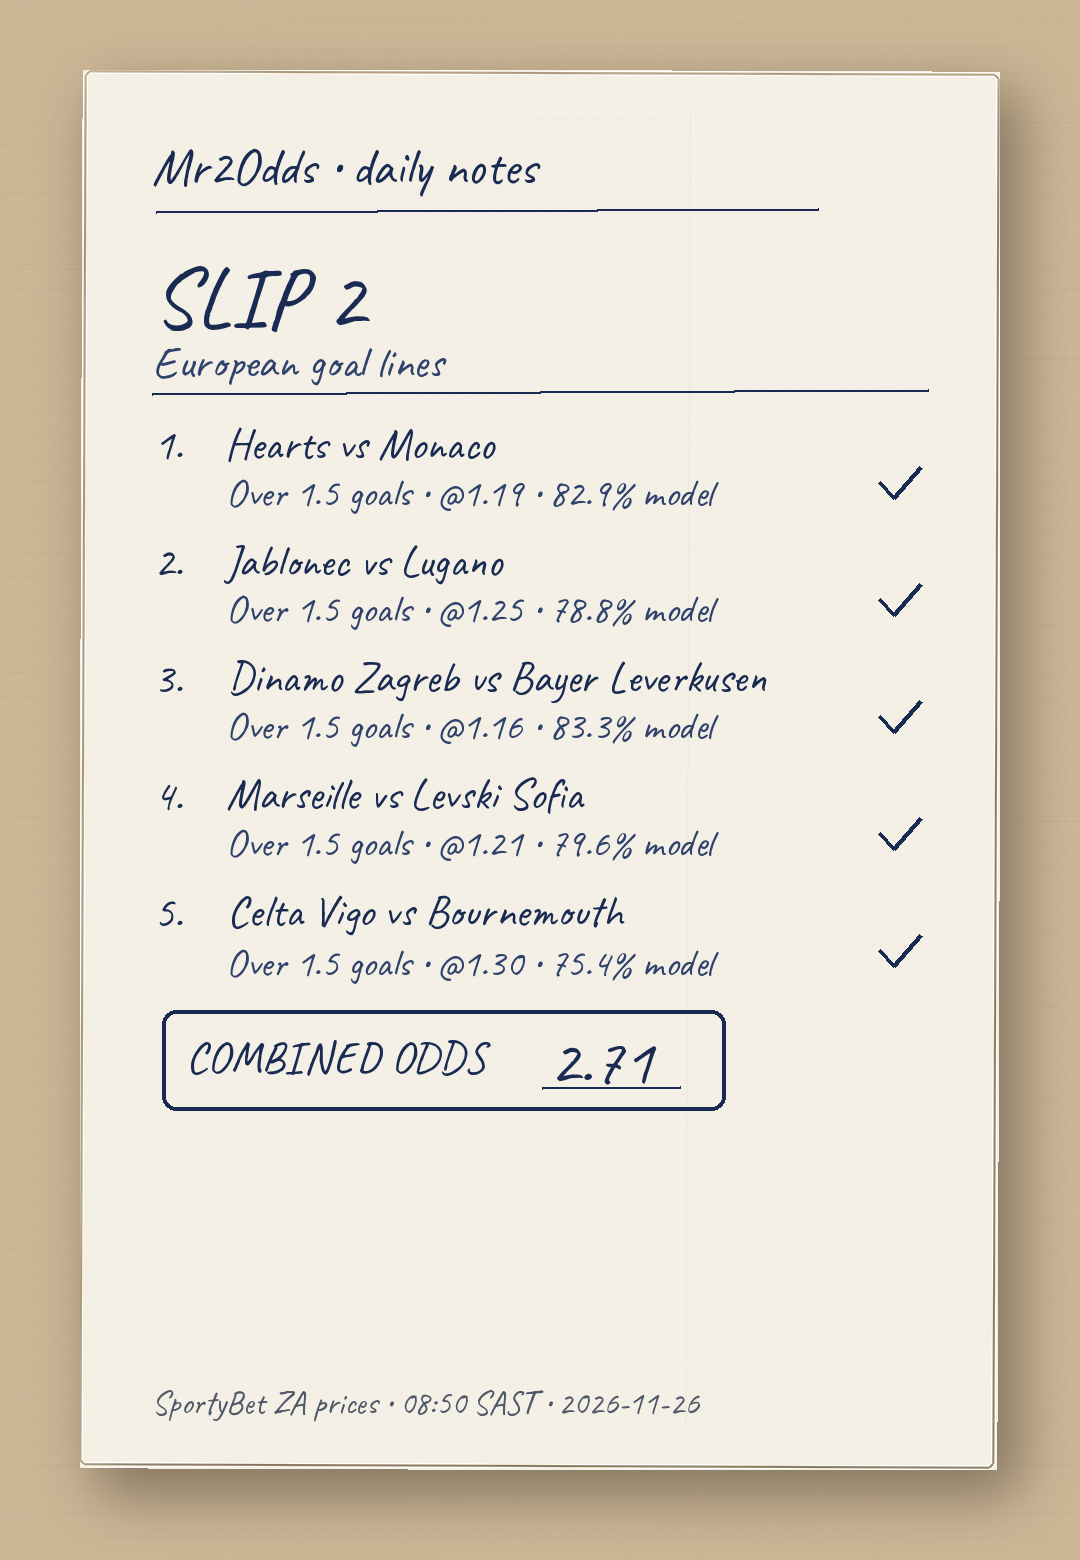 Mr2Odds · daily notes
SLIP 2
European goal lines
1. Hearts vs Monaco
Over 1.5 goals · @1.19 · 82.9% model
2. Jablonec vs Lugano
Over 1.5 goals · @1.25 · 78.8% model
3. Dinamo Zagreb vs Bayer Leverkusen
Over 1.5 goals · @1.16 · 83.3% model
4. Marseille vs Levski Sofia
Over 1.5 goals · @1.21 · 79.6% model
5. Celta Vigo vs Bournemouth
Over 1.5 goals · @1.30 · 75.4% model
COMBINED ODDS 2.71
SportyBet ZA prices · 08:50 SAST · 2026-11-26